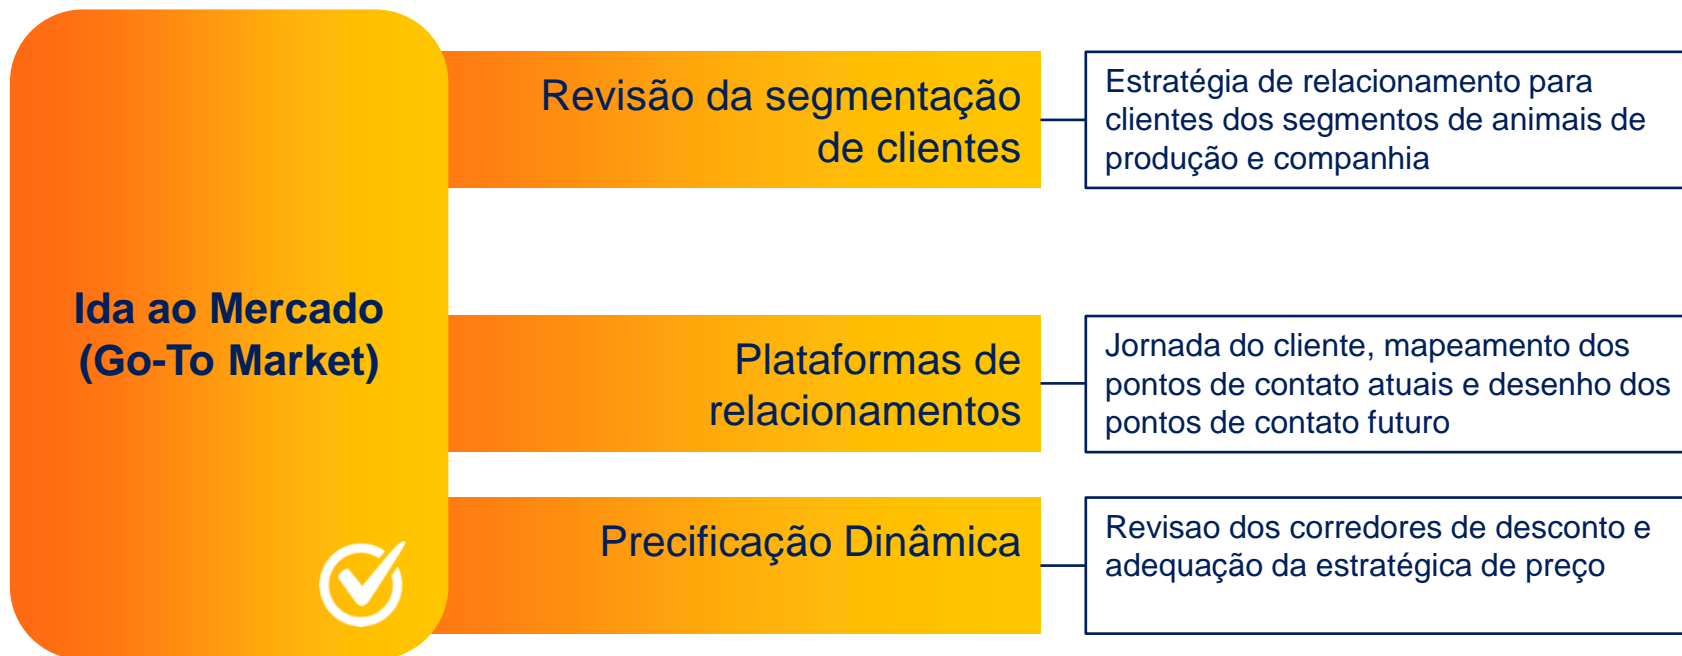 Ida ao Mercado
(Go-To Market)
Revisão da segmentação
de clientes
Estratégia de relacionamento para
clientes dos segmentos de animais de
produção e companhia
Plataformas de
relacionamentos
Jornada do cliente, mapeamento dos
pontos de contato atuais e desenho dos
pontos de contato futuro
Precificação Dinâmica
Revisao dos corredores de desconto e
adequação da estratégica de preço